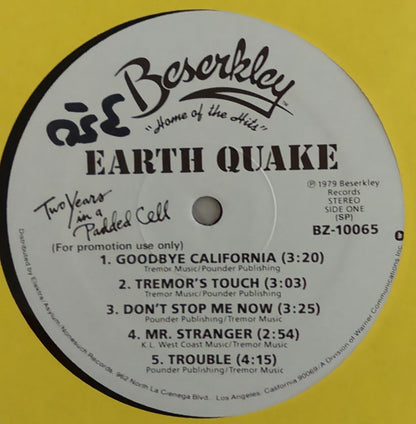 Beserkley™
"Home of the Hits"
EARTH QUAKE
Two Years
in a
Padded Cell
(For promotion use only)
℗ 1979 Beserkley
Records
STEREO
SIDE ONE
(SP)
BZ-10065
1. GOODBYE CALIFORNIA (3:20)
Tremor Music/Pounder Publishing
2. TREMOR'S TOUCH (3:03)
Tremor Music/Pounder Publishing
3. DON'T STOP ME NOW (3:25)
Pounder Publishing/Tremor Music
4. MR. STRANGER (2:54)
K.L. West Coast Music/Tremor Music
5. TROUBLE (4:15)
Tremor Music/Pounder Publishing
Distributed by Elektra/Asylum/Nonesuch Records, 962 North La Cienega Blvd., Los Angeles, California 90069/A Division of Warner Communications Inc.